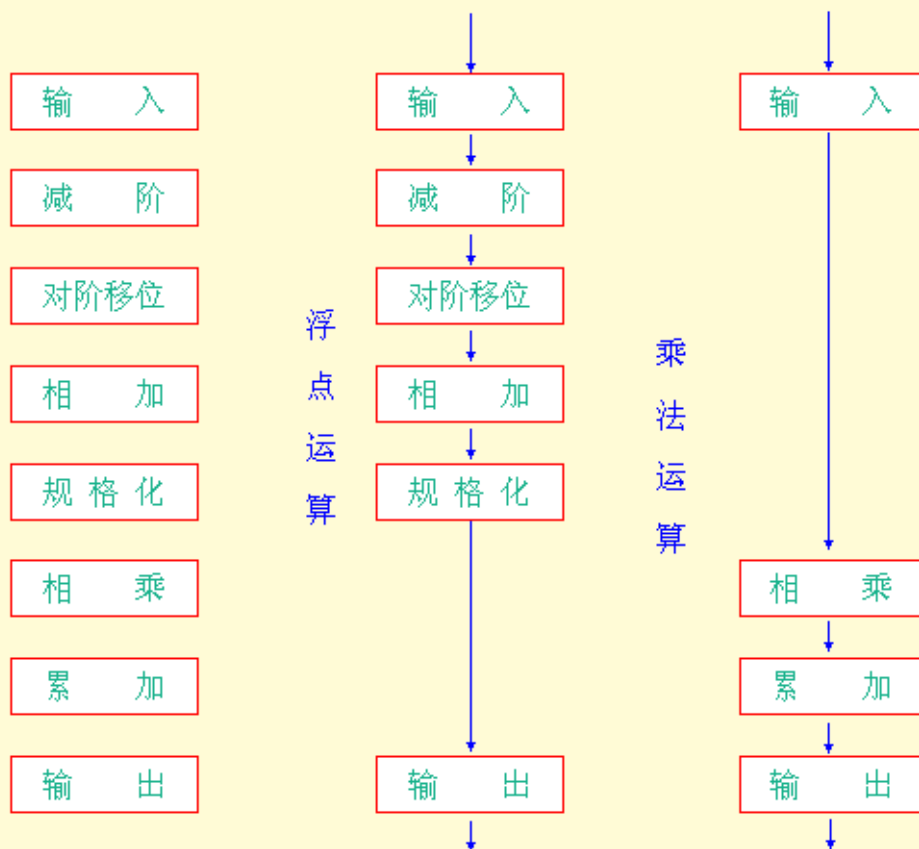 输 入
减 阶
对阶移位
相 加
规 格 化
相 乘
累 加
输 出
浮
点
运
算
输 入
减 阶
对阶移位
相 加
规 格 化
输 出
乘
法
运
算
输 入
相 乘
累 加
输 出